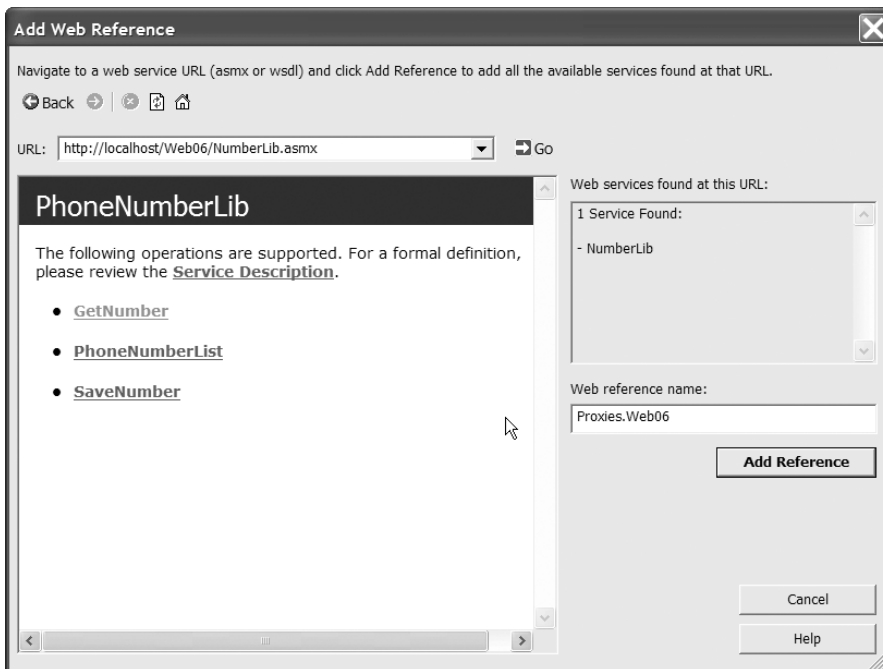 Add Web Reference
Navigate to a web service URL (asmx or wsdl) and click Add Reference to add all the available services found at that URL.
Back
URL: http://localhost/Web06/NumberLib.asmx Go
PhoneNumberLib
The following operations are supported. For a formal definition,
please review the Service Description.
• GetNumber
• PhoneNumberList
• SaveNumber
Web services found at this URL:
1 Service Found:
- NumberLib
Web reference name:
Proxies.Web06
Add Reference
Cancel
Help